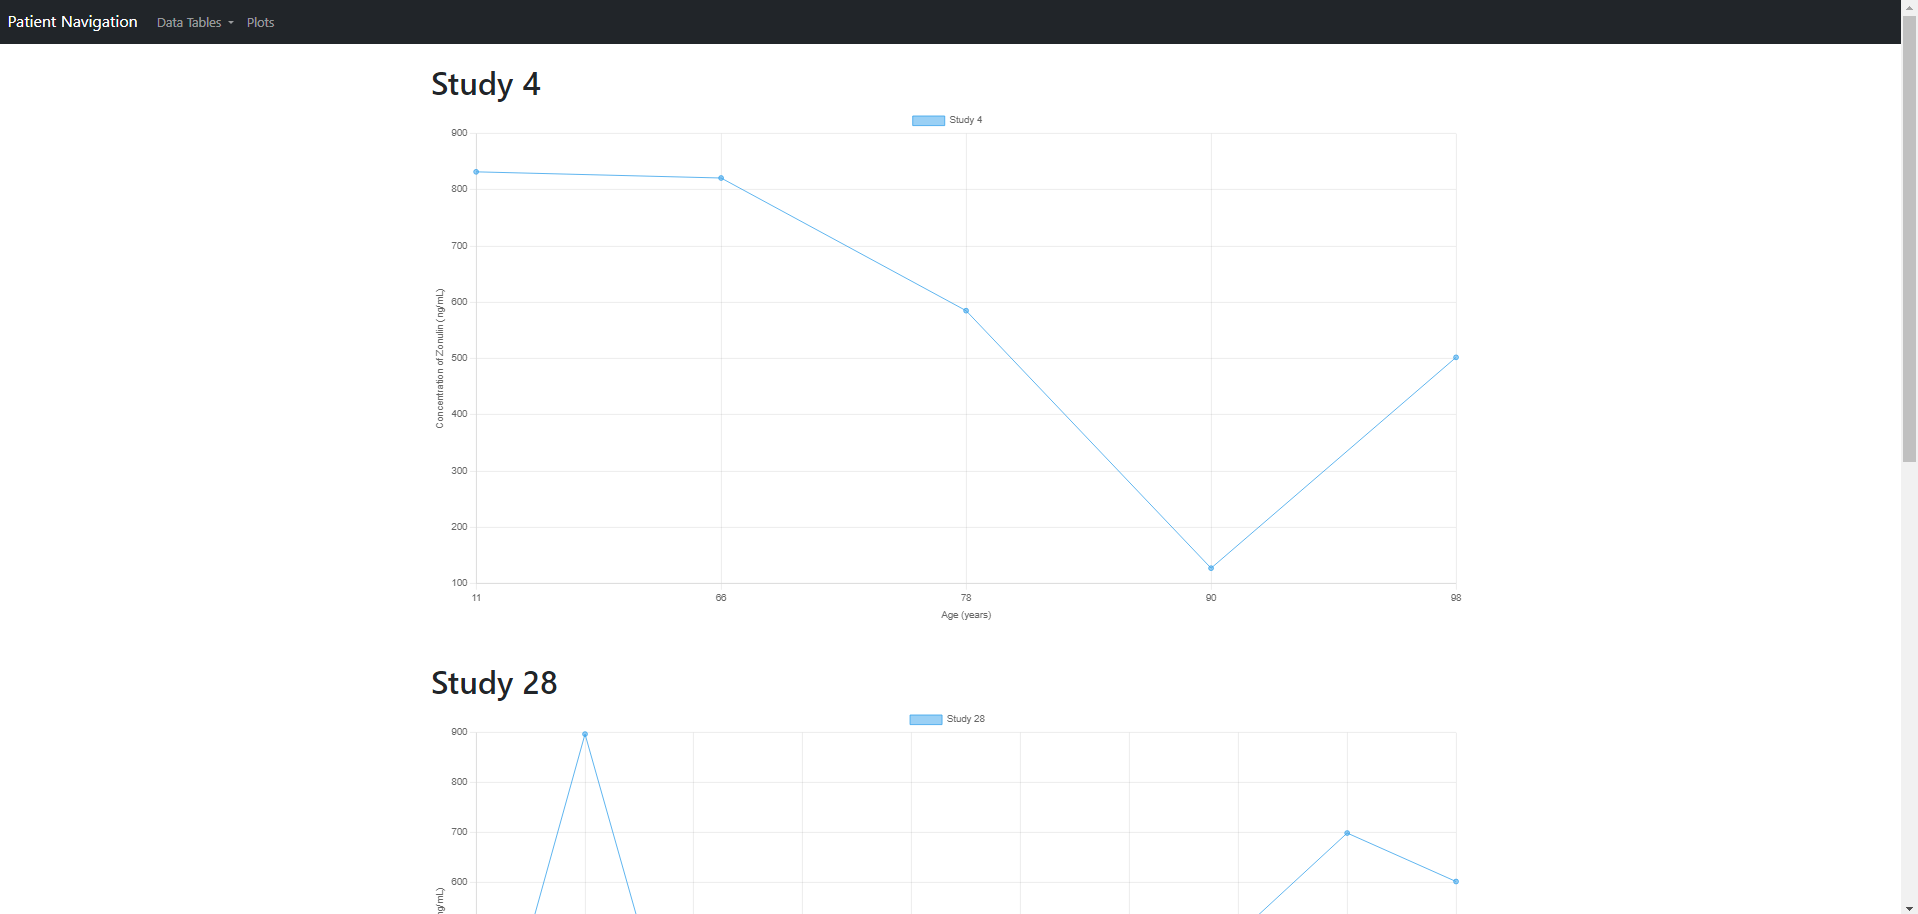 Patient Navigation Data Tables Plots
Study 4
Study 4
900
800
700
600
500
400
300
200
100
Concentration of Zonulin (ng/mL)
11 66 78 90 98
Age (years)
Study 28
Study 28
900
800
700
600
ng/mL)